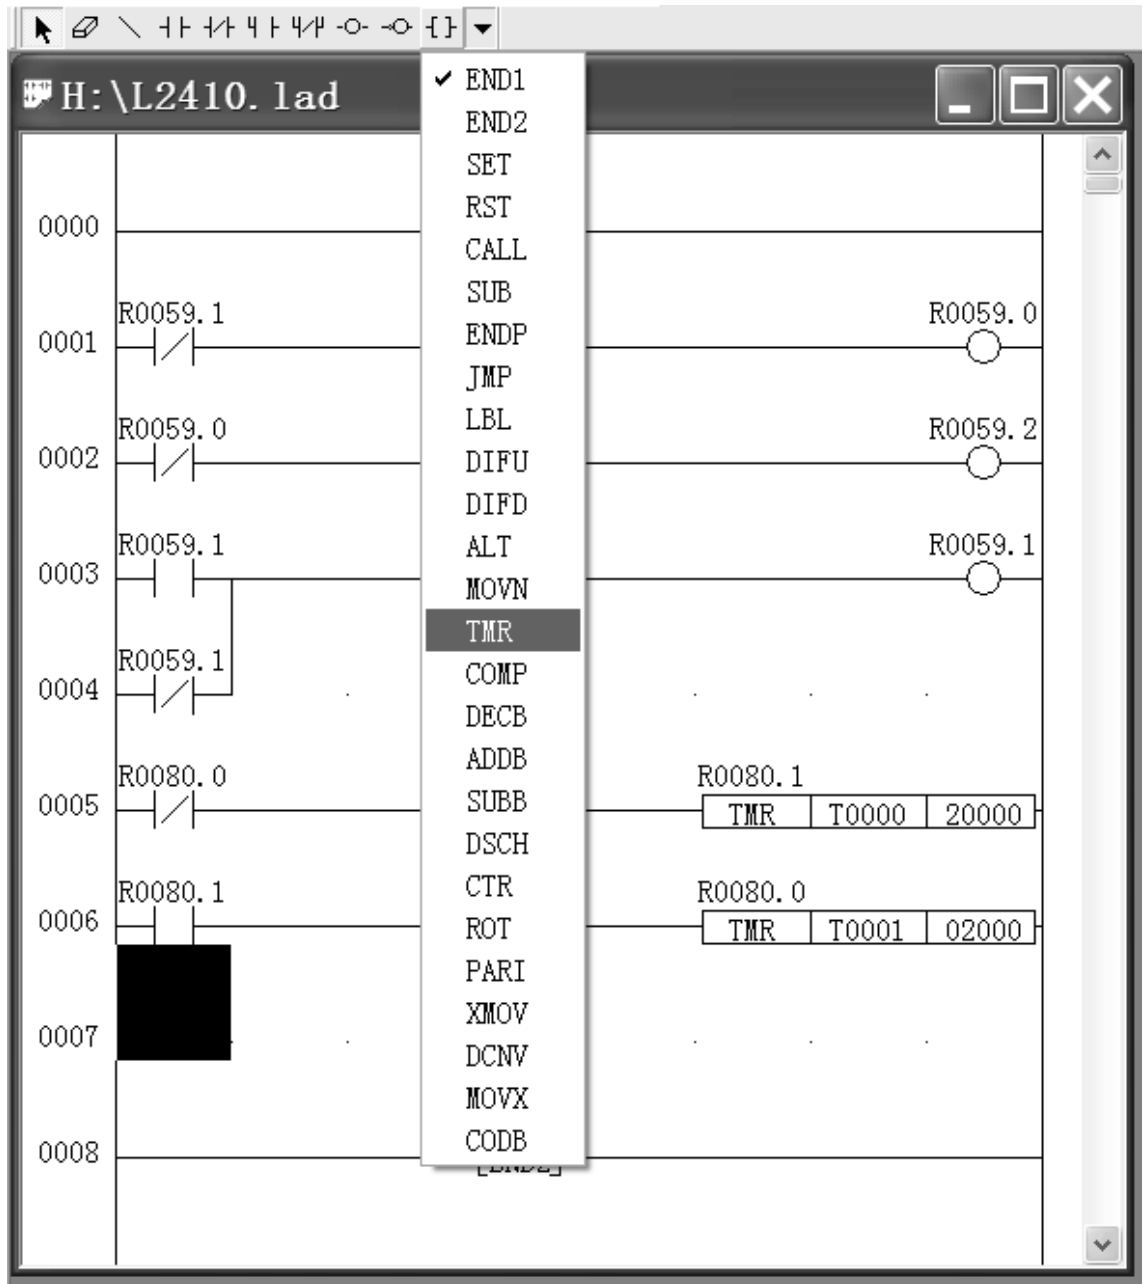 H:\L2410.lad
END1
END2
SET
RST
CALL
SUB
ENDP
JMP
LBL
DIFU
DIFD
ALT
MOVN
TMR
COMP
DECB
ADDB
SUBB
DSCH
CTR
ROT
PARI
XMOV
DCNV
MOVX
CODB
0000
R0059.1 R0059.0
0001
R0059.0 R0059.2
0002
R0059.1 R0059.1
0003
R0059.1
0004
R0080.0 R0080.1
0005 TMR T0000 20000
R0080.1 R0080.0
0006 TMR T0001 02000
0007
0008
[END2]